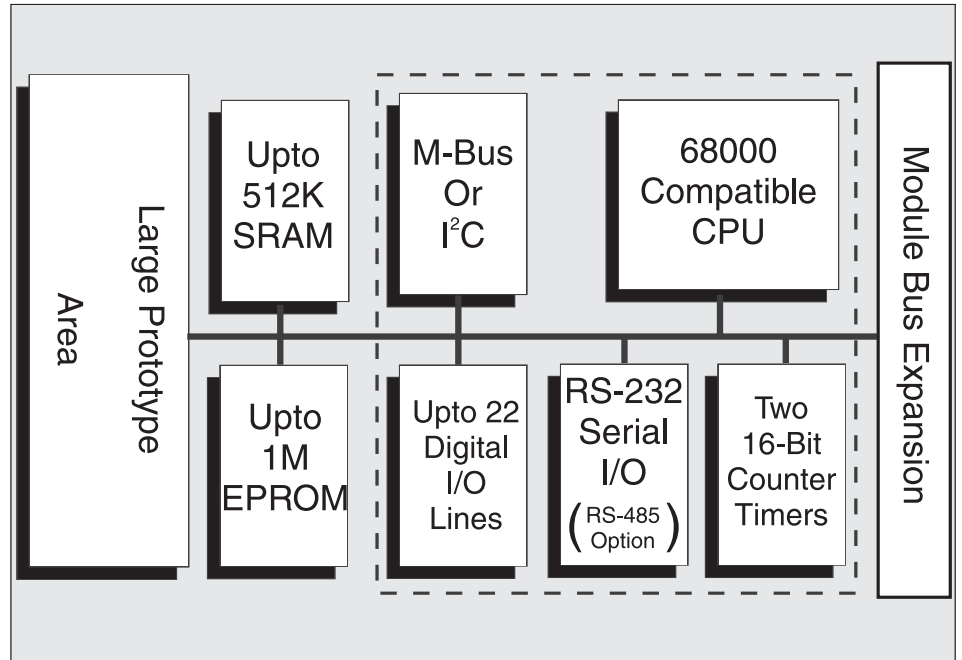 Large Prototype
Area
Upto
512K
SRAM
M-Bus
Or
I²C
68000
Compatible
CPU
Module Bus Expansion
Upto
1M
EPROM
Upto 22
Digital
I/O
Lines
RS-232
Serial
I/O
( RS-485
Option )
Two
16-Bit
Counter
Timers